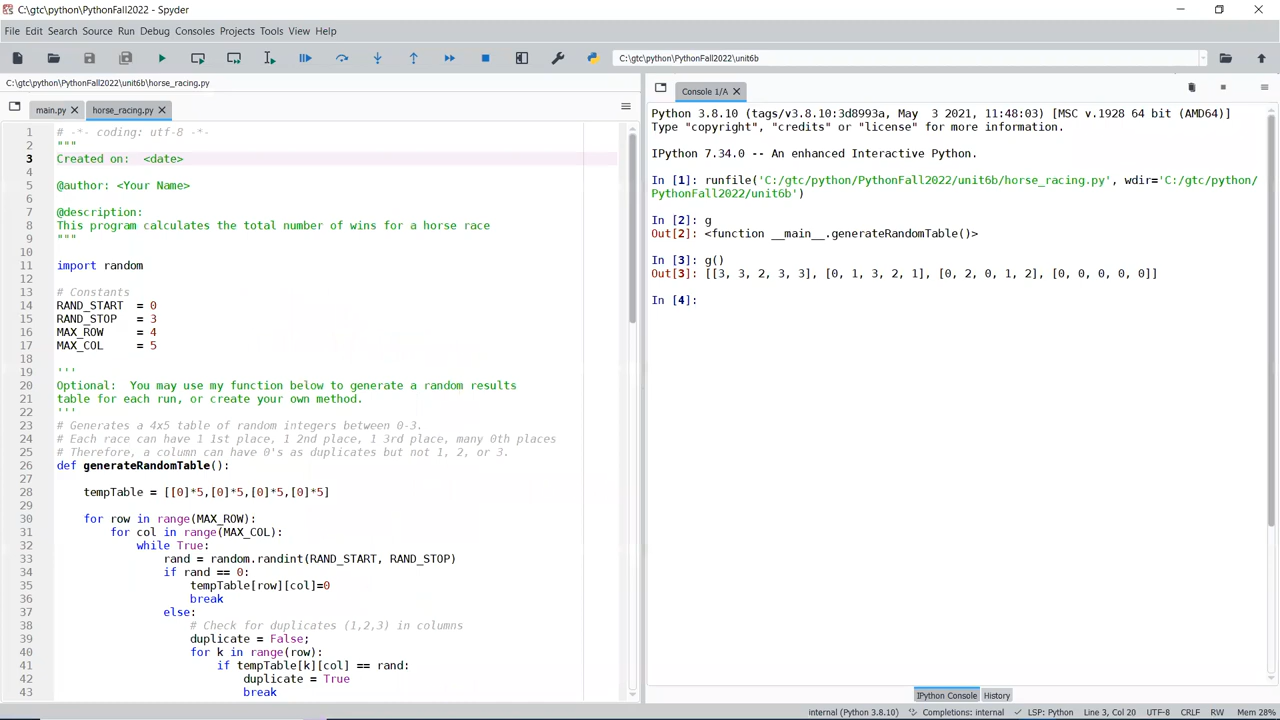 C:\gtc\python\PythonFall2022 - Spyder
File Edit Search Source Run Debug Consoles Projects Tools View Help
C:\gtc\python\PythonFall2022\unit6b
C:\gtc\python\PythonFall2022\unit6b\horse_racing.py
main.py horse_racing.py
1 # -*- coding: utf-8 -*-
2 """
3 Created on:  <date>
4
5 @author: <Your Name>
6
7 @description:
8 This program calculates the total number of wins for a horse race
9 """
10
11 import random
12
13 # Constants
14 RAND_START  = 0
15 RAND_STOP   = 3
16 MAX_ROW     = 4
17 MAX_COL     = 5
18
19 '''
20 Optional:  You may use my function below to generate a random results
21 table for each run, or create your own method.
22 '''
23 # Generates a 4x5 table of random integers between 0-3.
24 # Each race can have 1 1st place, 1 2nd place, 1 3rd place, many 0th places
25 # Therefore, a column can have 0's as duplicates but not 1, 2, or 3.
26 def generateRandomTable():
27
28     tempTable = [[0]*5,[0]*5,[0]*5,[0]*5]
29
30     for row in range(MAX_ROW):
31         for col in range(MAX_COL):
32             while True:
33                 rand = random.randint(RAND_START, RAND_STOP)
34                 if rand == 0:
35                     tempTable[row][col]=0
36                     break
37                 else:
38                     # Check for duplicates (1,2,3) in columns
39                     duplicate = False;
40                     for k in range(row):
41                         if tempTable[k][col] == rand:
42                             duplicate = True
43                             break
Console 1/A
Python 3.8.10 (tags/v3.8.10:3d8993a, May  3 2021, 11:48:03) [MSC v.1928 64 bit (AMD64)]
Type "copyright", "credits" or "license" for more information.
IPython 7.34.0 -- An enhanced Interactive Python.
In [1]: runfile('C:/gtc/python/PythonFall2022/unit6b/horse_racing.py', wdir='C:/gtc/python/
PythonFall2022/unit6b')
In [2]: g
Out[2]: <function __main__.generateRandomTable()>
In [3]: g()
Out[3]: [[3, 3, 2, 3, 3], [0, 1, 3, 2, 1], [0, 2, 0, 1, 2], [0, 0, 0, 0, 0]]
In [4]:
IPython Console History
internal (Python 3.8.10) Completions: internal LSP: Python Line 3, Col 20 UTF-8 CRLF RW Mem 28%